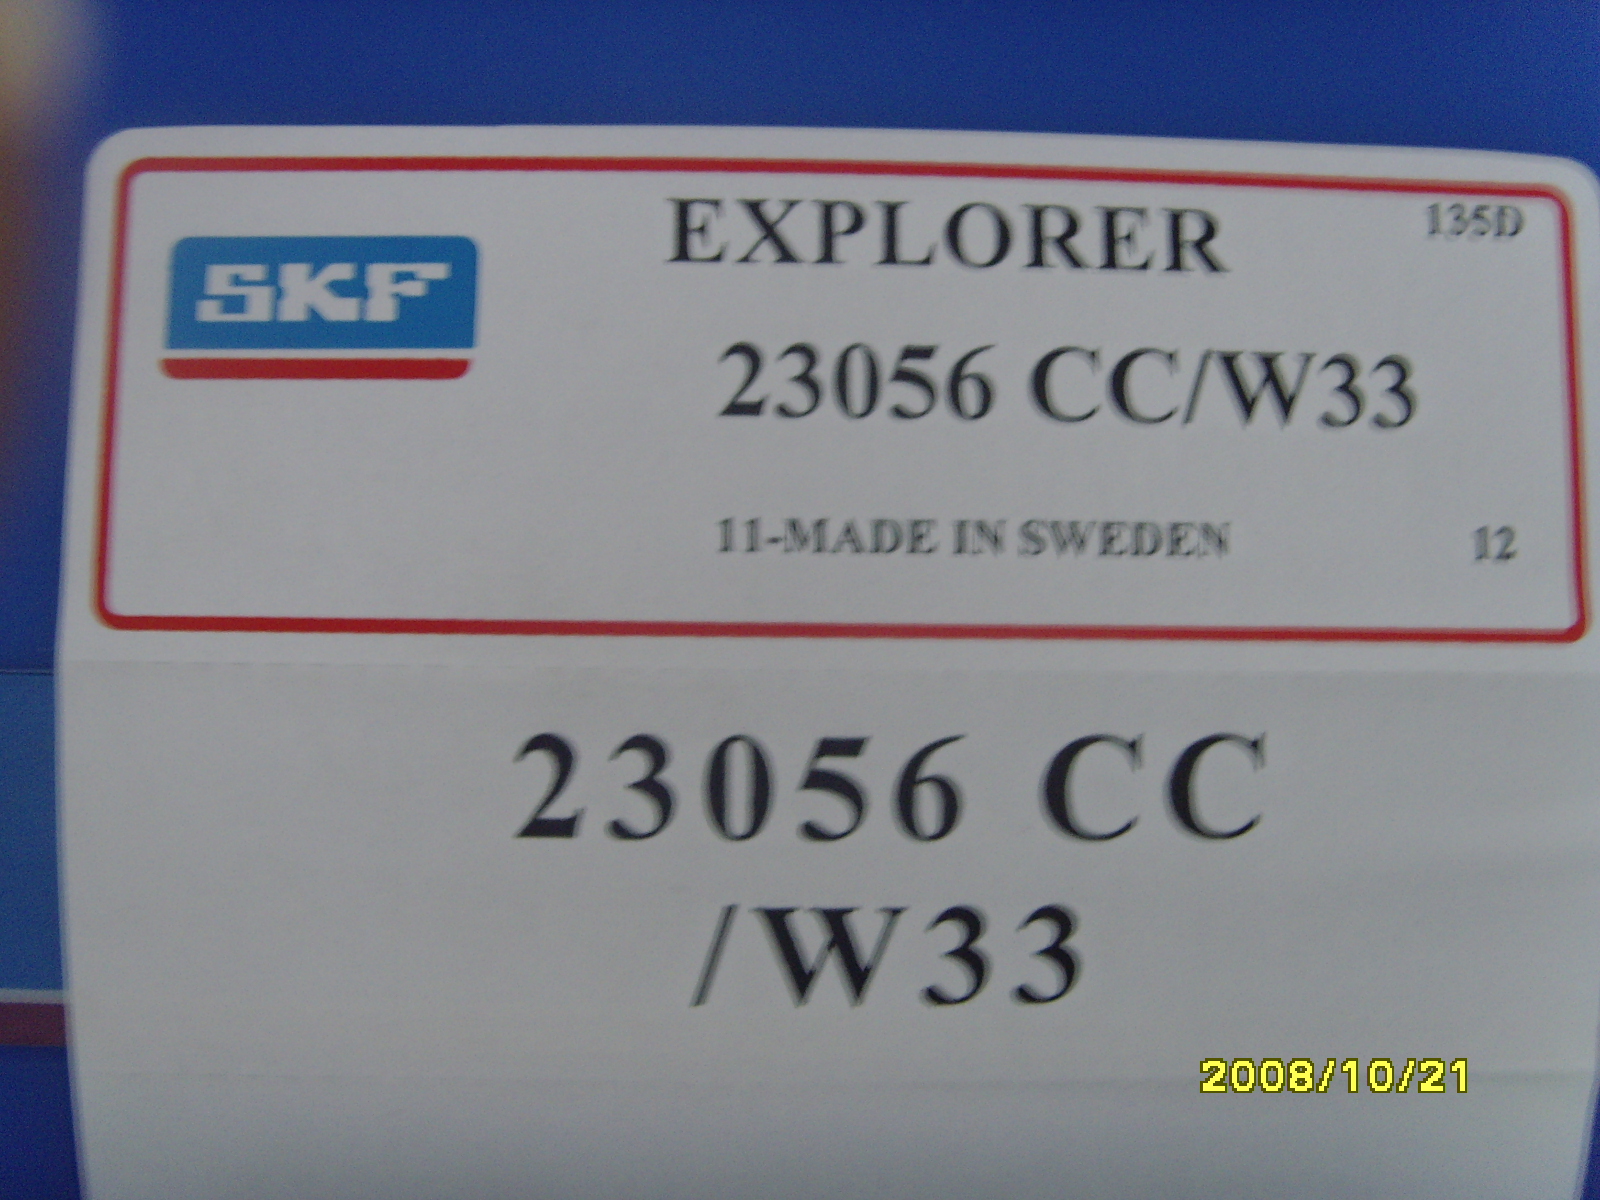 EXPLORER
135D
SKF
23056 CC/W33
11-MADE IN SWEDEN
12
23056 CC
/W33
2008/10/21